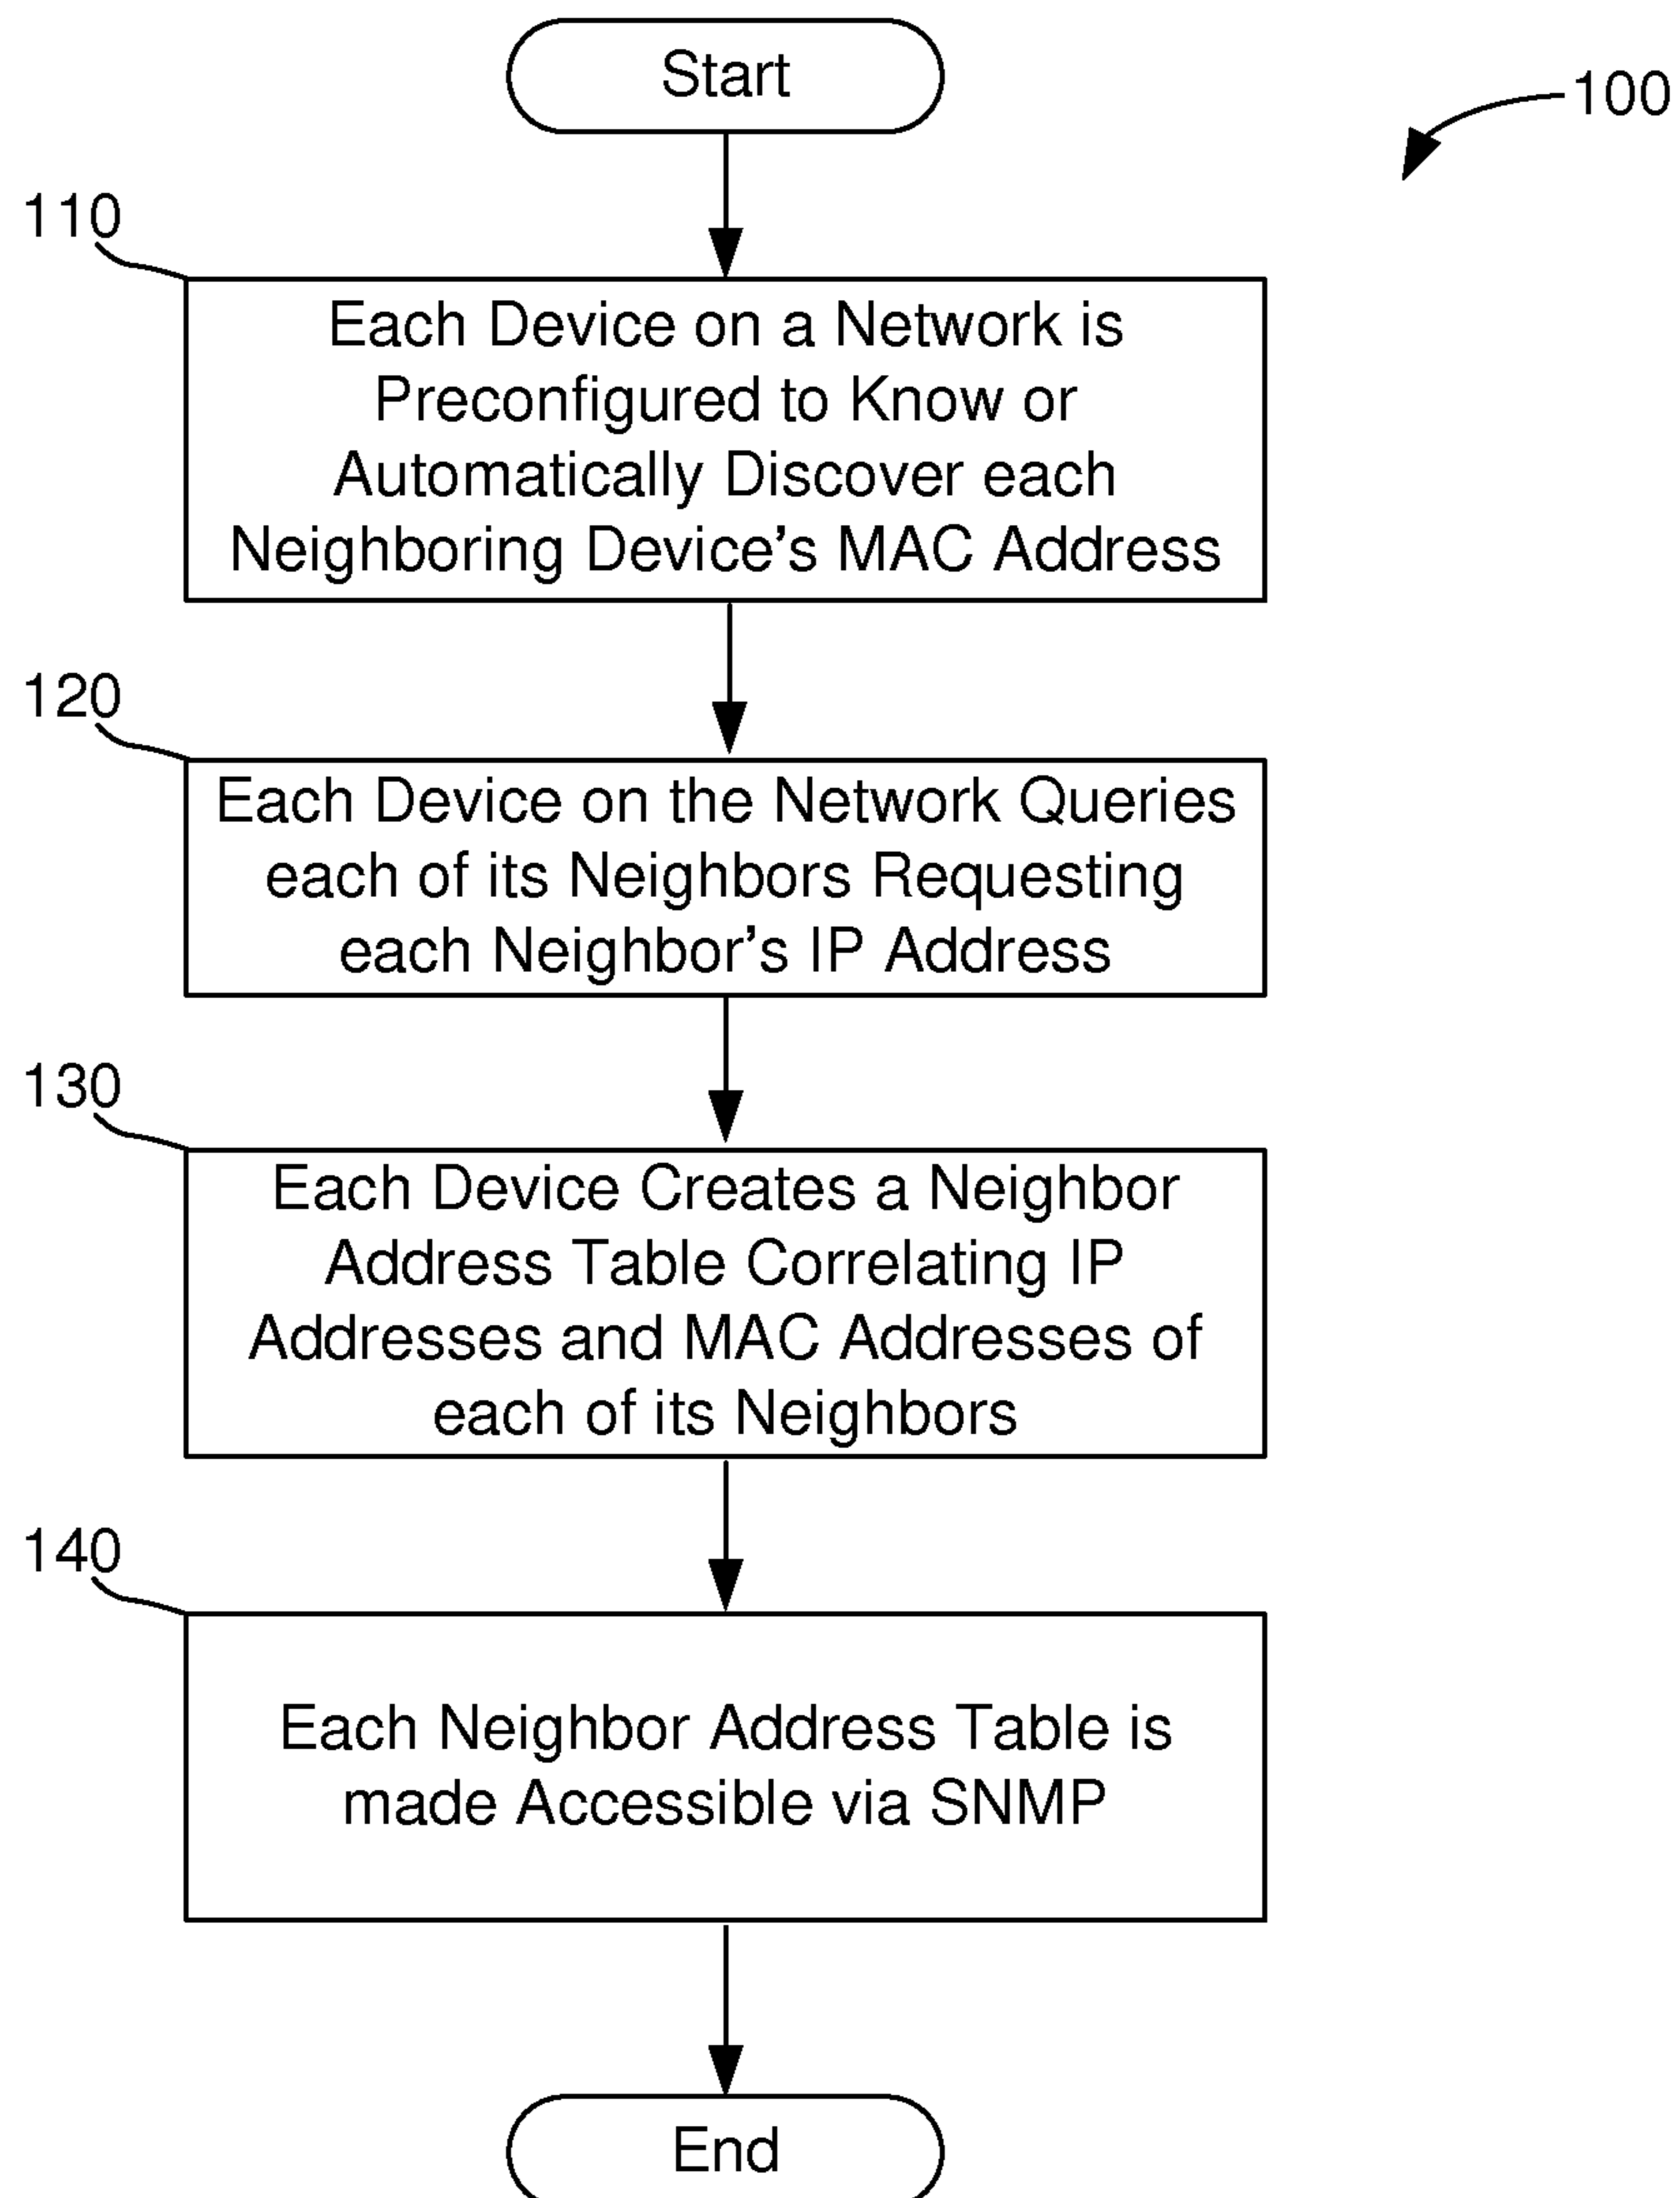 Start
100
110
Each Device on a Network is
Preconfigured to Know or
Automatically Discover each
Neighboring Device’s MAC Address
120
Each Device on the Network Queries
each of its Neighbors Requesting
each Neighbor’s IP Address
130
Each Device Creates a Neighbor
Address Table Correlating IP
Addresses and MAC Addresses of
each of its Neighbors
140
Each Neighbor Address Table is
made Accessible via SNMP
End